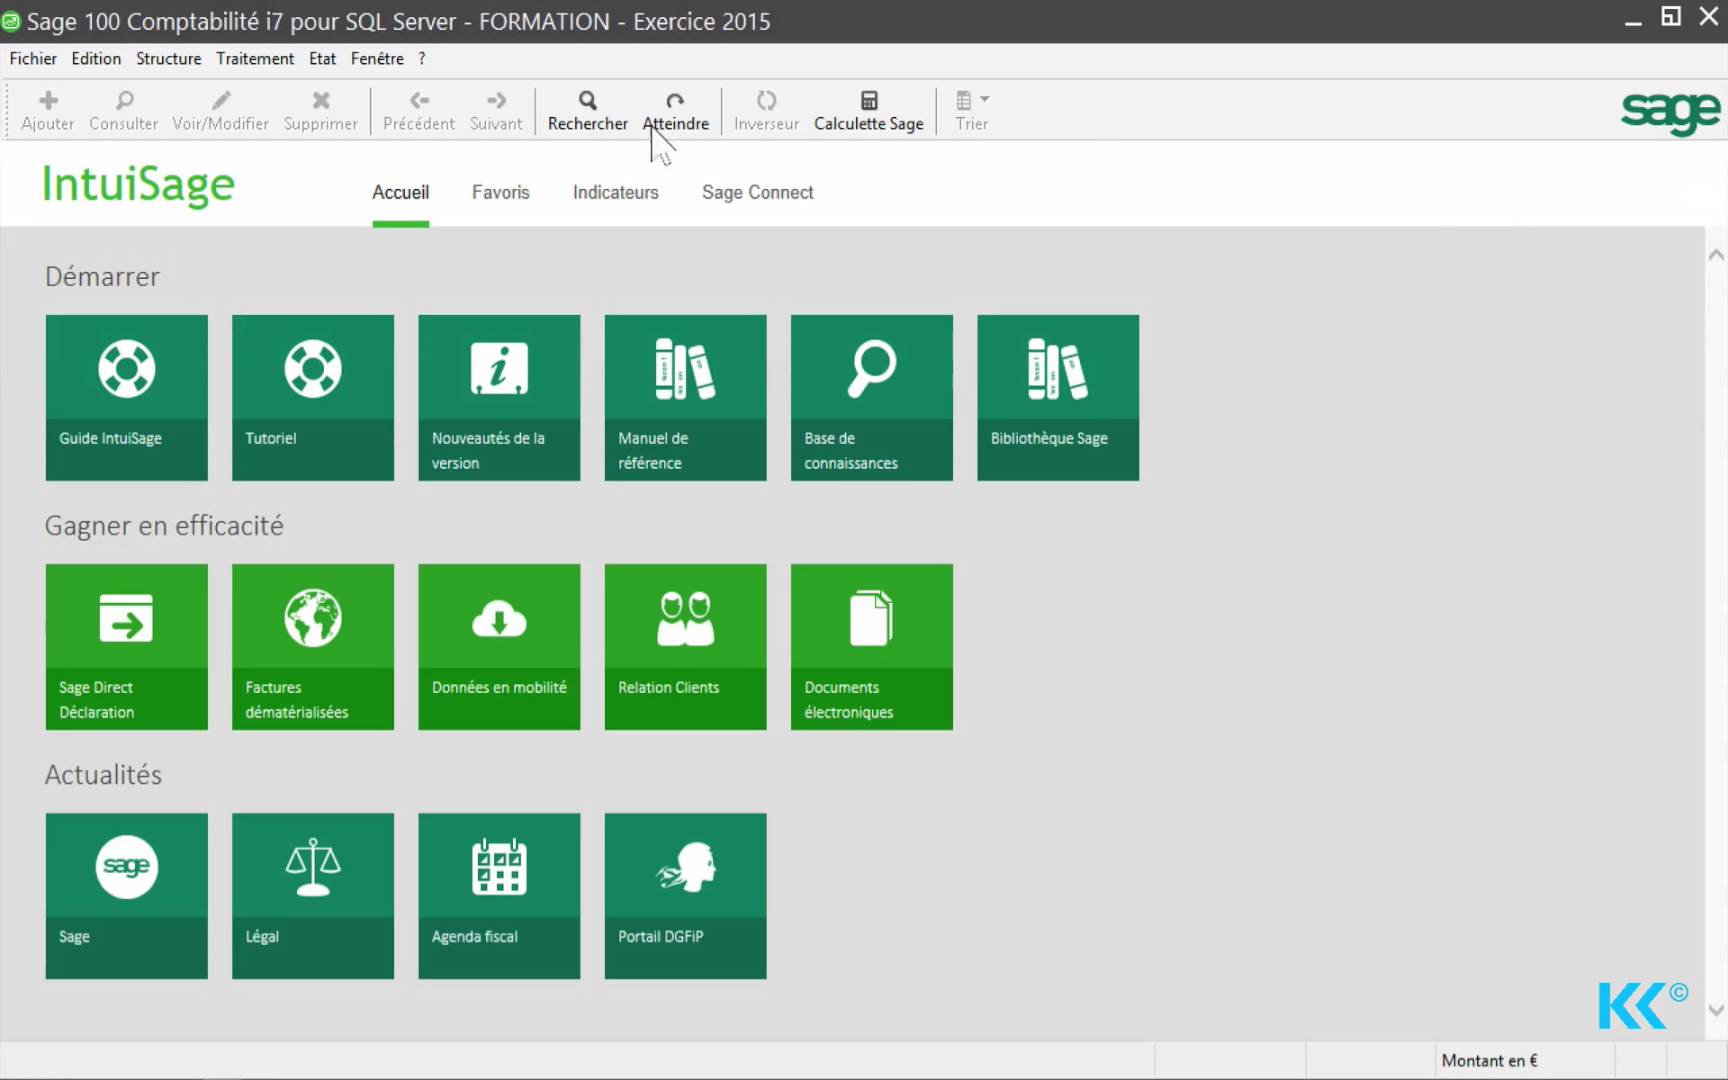 Sage 100 Comptabilité i7 pour SQL Server - FORMATION - Exercice 2015
Fichier Edition Structure Traitement Etat Fenêtre ?
Ajouter Consulter Voir/Modifier Supprimer Précédent Suivant Rechercher Atteindre Inverseur Calculette Sage Trier
sage
IntuiSage
Accueil Favoris Indicateurs Sage Connect
Démarrer
Guide IntuiSage
Tutoriel
Nouveautés de la
version
Manuel de
référence
Base de
connaissances
Bibliothèque Sage
Gagner en efficacité
Sage Direct
Déclaration
Factures
dématérialisées
Données en mobilité
Relation Clients
Documents
électroniques
Actualités
sage
Sage
Légal
Agenda fiscal
Portail DGFiP
KK©
Montant en €